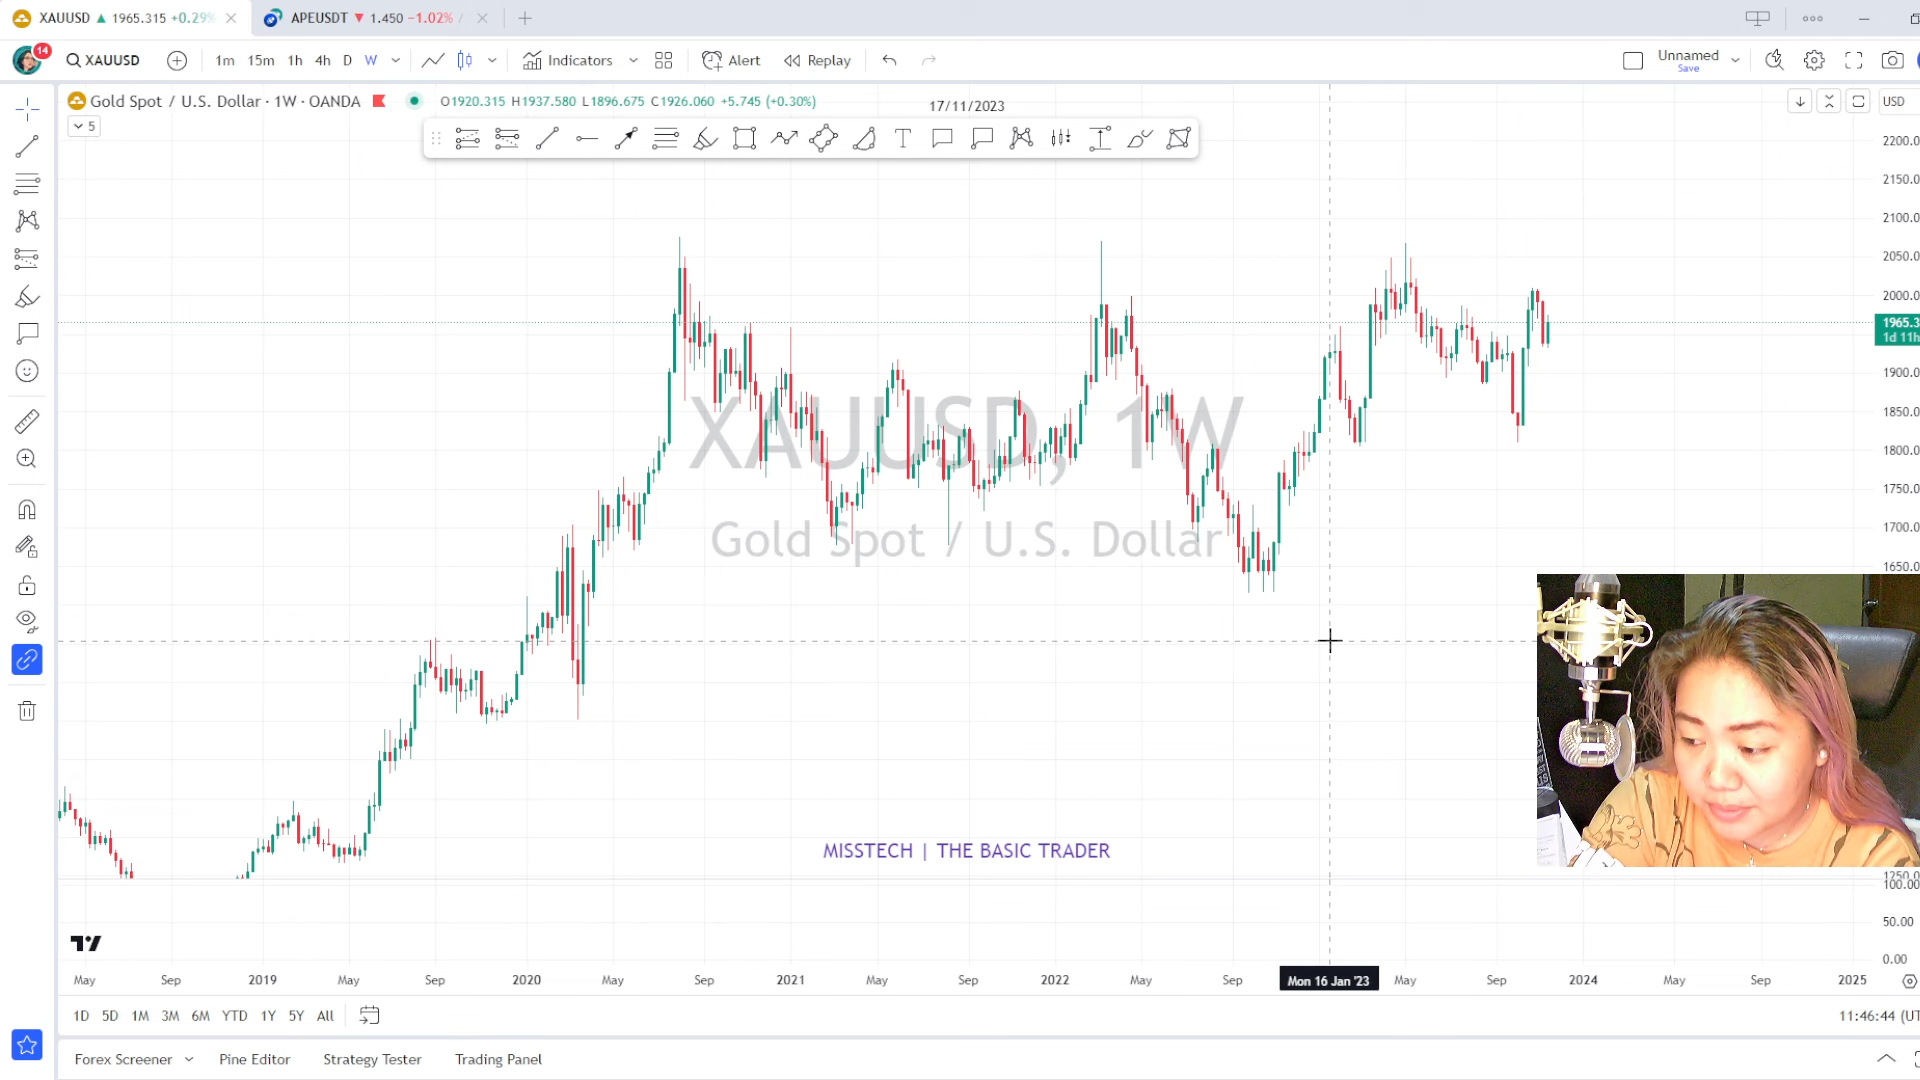 XAUUSD ▲ 1965.315 +0.29%
APEUSDT ▼ 1.450 −1.02% /
14
XAUUSD
1m 15m 1h 4h D W
Indicators
Alert
Replay
Unnamed
Save
Gold Spot / U.S. Dollar · 1W · OANDA
O1920.315 H1937.580 L1896.675 C1926.060 +5.745 (+0.30%)
17/11/2023
USD
5
2200.0
2150.0
2100.0
2050.0
2000.0
1965.3
1d 11h
1900.0
1850.0
1800.0
1750.0
1700.0
1650.0
XAUUSD, 1W
Gold Spot / U.S. Dollar
MISSTECH | THE BASIC TRADER
1250
100.00
50.00
0.00
May Sep 2019 May Sep 2020 May Sep 2021 May Sep 2022 May Sep Mon 16 Jan '23 May Sep 2024 May Sep 2025
1D 5D 1M 3M 6M YTD 1Y 5Y All
11:46:44 (UT
Forex Screener Pine Editor Strategy Tester Trading Panel